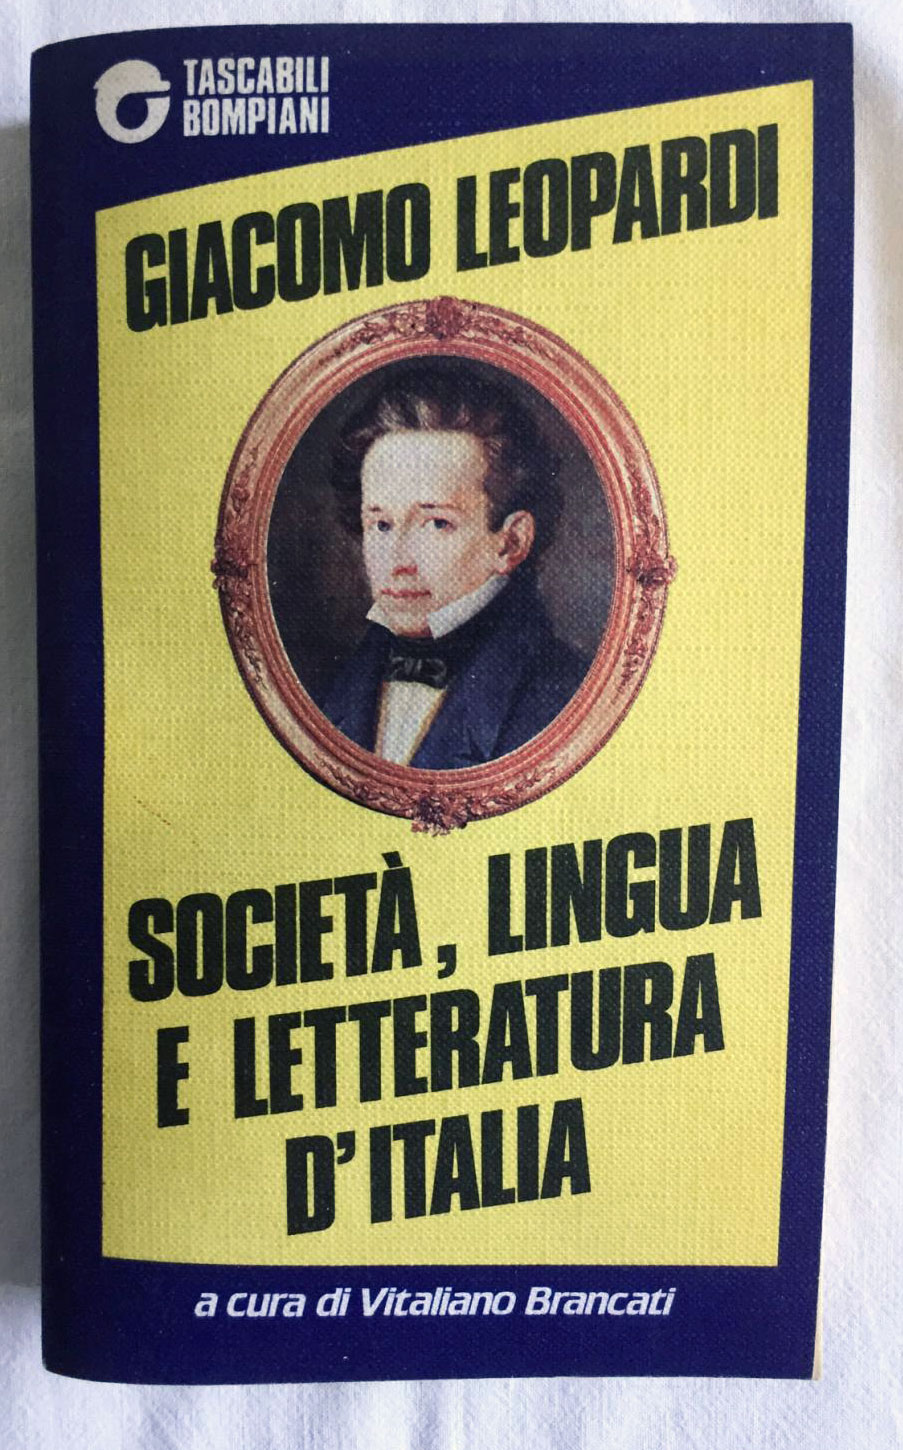 TASCABILI
BOMPIANI
GIACOMO LEOPARDI
SOCIETÀ, LINGUA
E LETTERATURA
D'ITALIA
a cura di Vitaliano Brancati